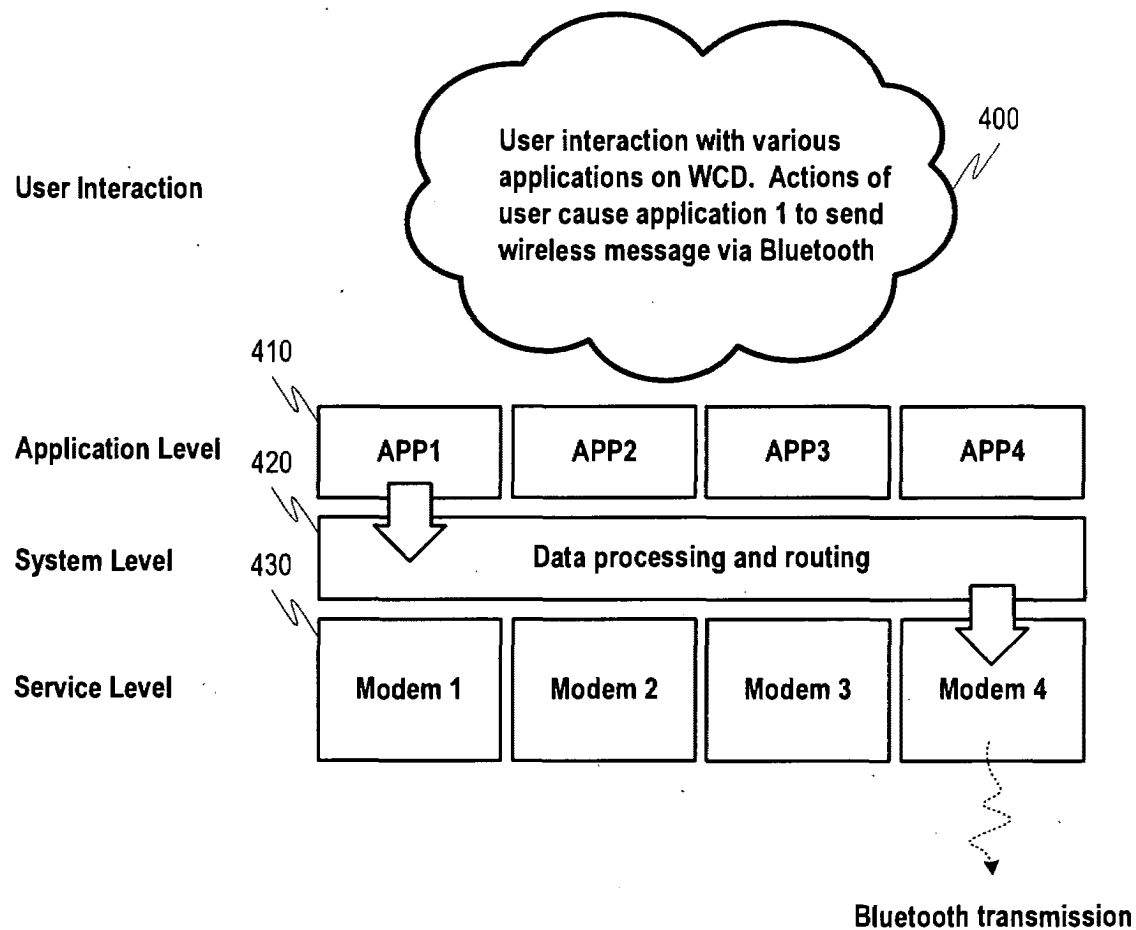 User interaction with various
applications on WCD. Actions of
user cause application 1 to send
wireless message via Bluetooth
400
User Interaction
410
Application Level
APP1
APP2
APP3
APP4
420
System Level
Data processing and routing
430
Service Level
Modem 1
Modem 2
Modem 3
Modem 4
Bluetooth transmission